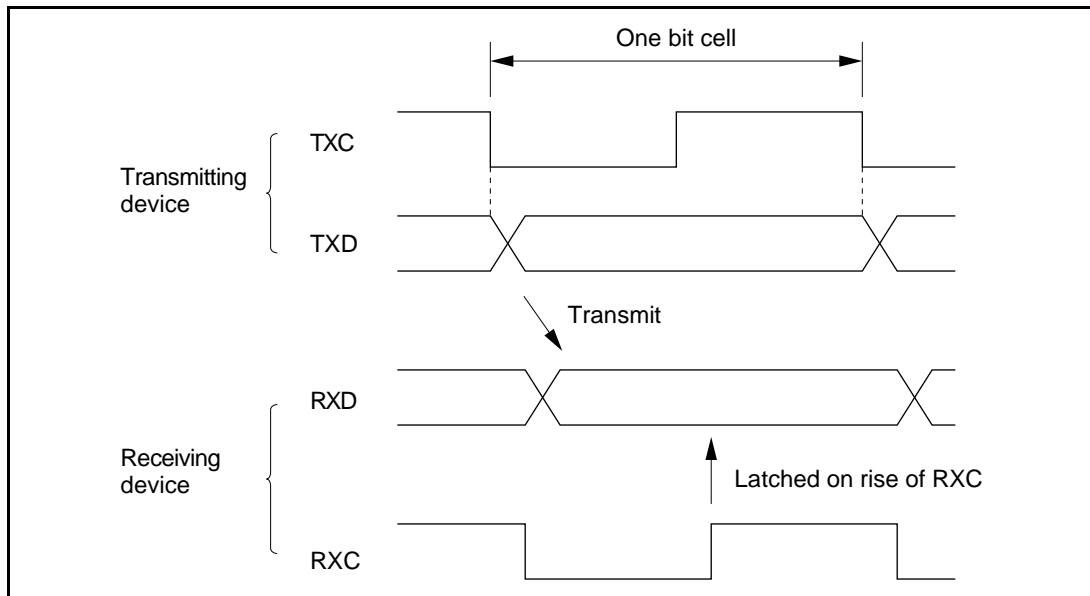 One bit cell
TXC
Transmitting
device
TXD
Transmit
RXD
Receiving
device
Latched on rise of RXC
RXC